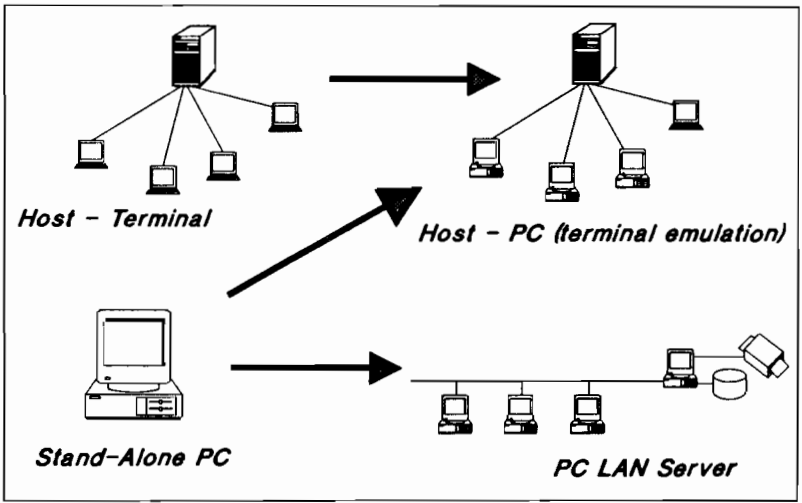 Host - Terminal
Host - PC (terminal emulation)
Stand-Alone PC
PC LAN Server